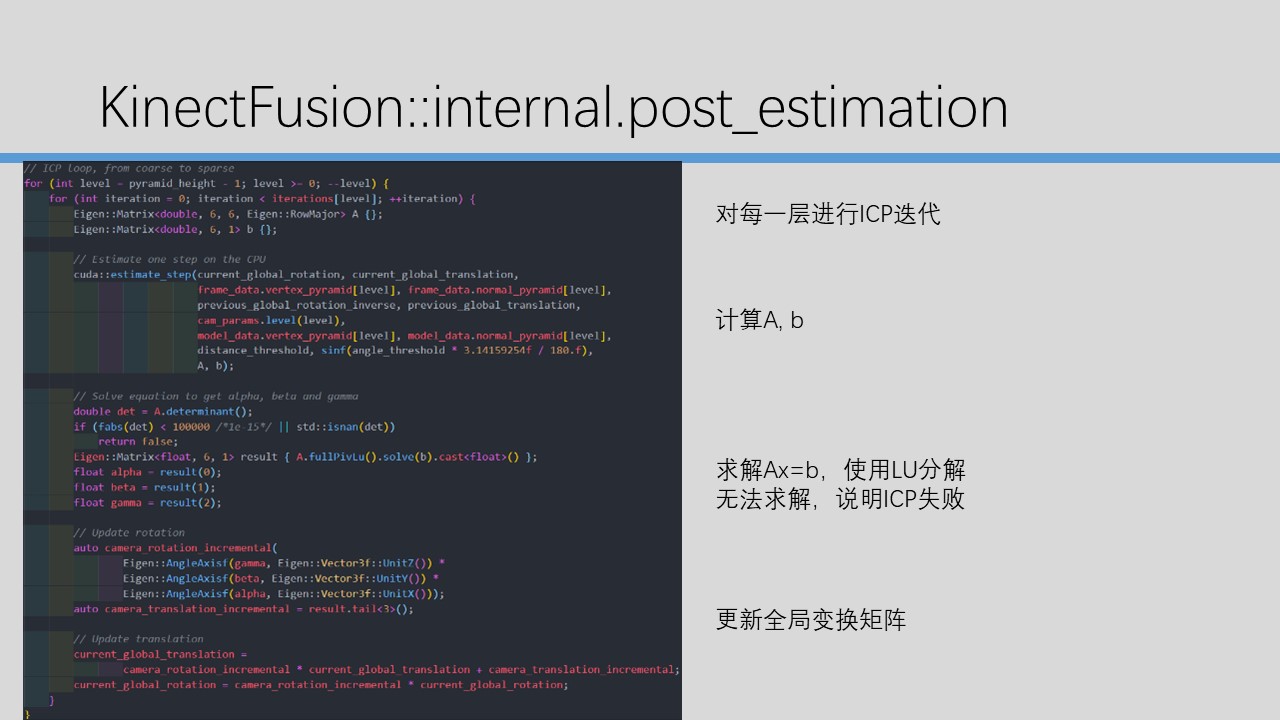 KinectFusion::internal.post_estimation
// ICP loop, from coarse to sparse
for (int level = pyramid_height - 1; level >= 0; --level) {
for (int iteration = 0; iteration < iterations[level]; ++iteration) {
Eigen::Matrix<double, 6, 6, Eigen::RowMajor> A {};
Eigen::Matrix<double, 6, 1> b {};
// Estimate one step on the CPU
cuda::estimate_step(current_global_rotation, current_global_translation,
frame_data.vertex_pyramid[level], frame_data.normal_pyramid[level],
previous_global_rotation_inverse, previous_global_translation,
cam_params.level(level),
model_data.vertex_pyramid[level], model_data.normal_pyramid[level],
distance_threshold, sinf(angle_threshold * 3.14159254f / 180.f),
A, b);
// Solve equation to get alpha, beta and gamma
double det = A.determinant();
if (fabs(det) < 100000 /*1e-15*/ || std::isnan(det))
return false;
Eigen::Matrix<float, 6, 1> result { A.fullPivLu().solve(b).cast<float>() };
float alpha = result(0);
float beta = result(1);
float gamma = result(2);
// Update rotation
auto camera_rotation_incremental(
Eigen::AngleAxisf(gamma, Eigen::Vector3f::UnitZ()) *
Eigen::AngleAxisf(beta, Eigen::Vector3f::UnitY()) *
Eigen::AngleAxisf(alpha, Eigen::Vector3f::UnitX()));
auto camera_translation_incremental = result.tail<3>();
// Update translation
current_global_translation =
camera_rotation_incremental * current_global_translation + camera_translation_incremental;
current_global_rotation = camera_rotation_incremental * current_global_rotation;
}
}
对每一层进行ICP迭代
计算A, b
求解Ax=b，使用LU分解
无法求解，说明ICP失败
更新全局变换矩阵